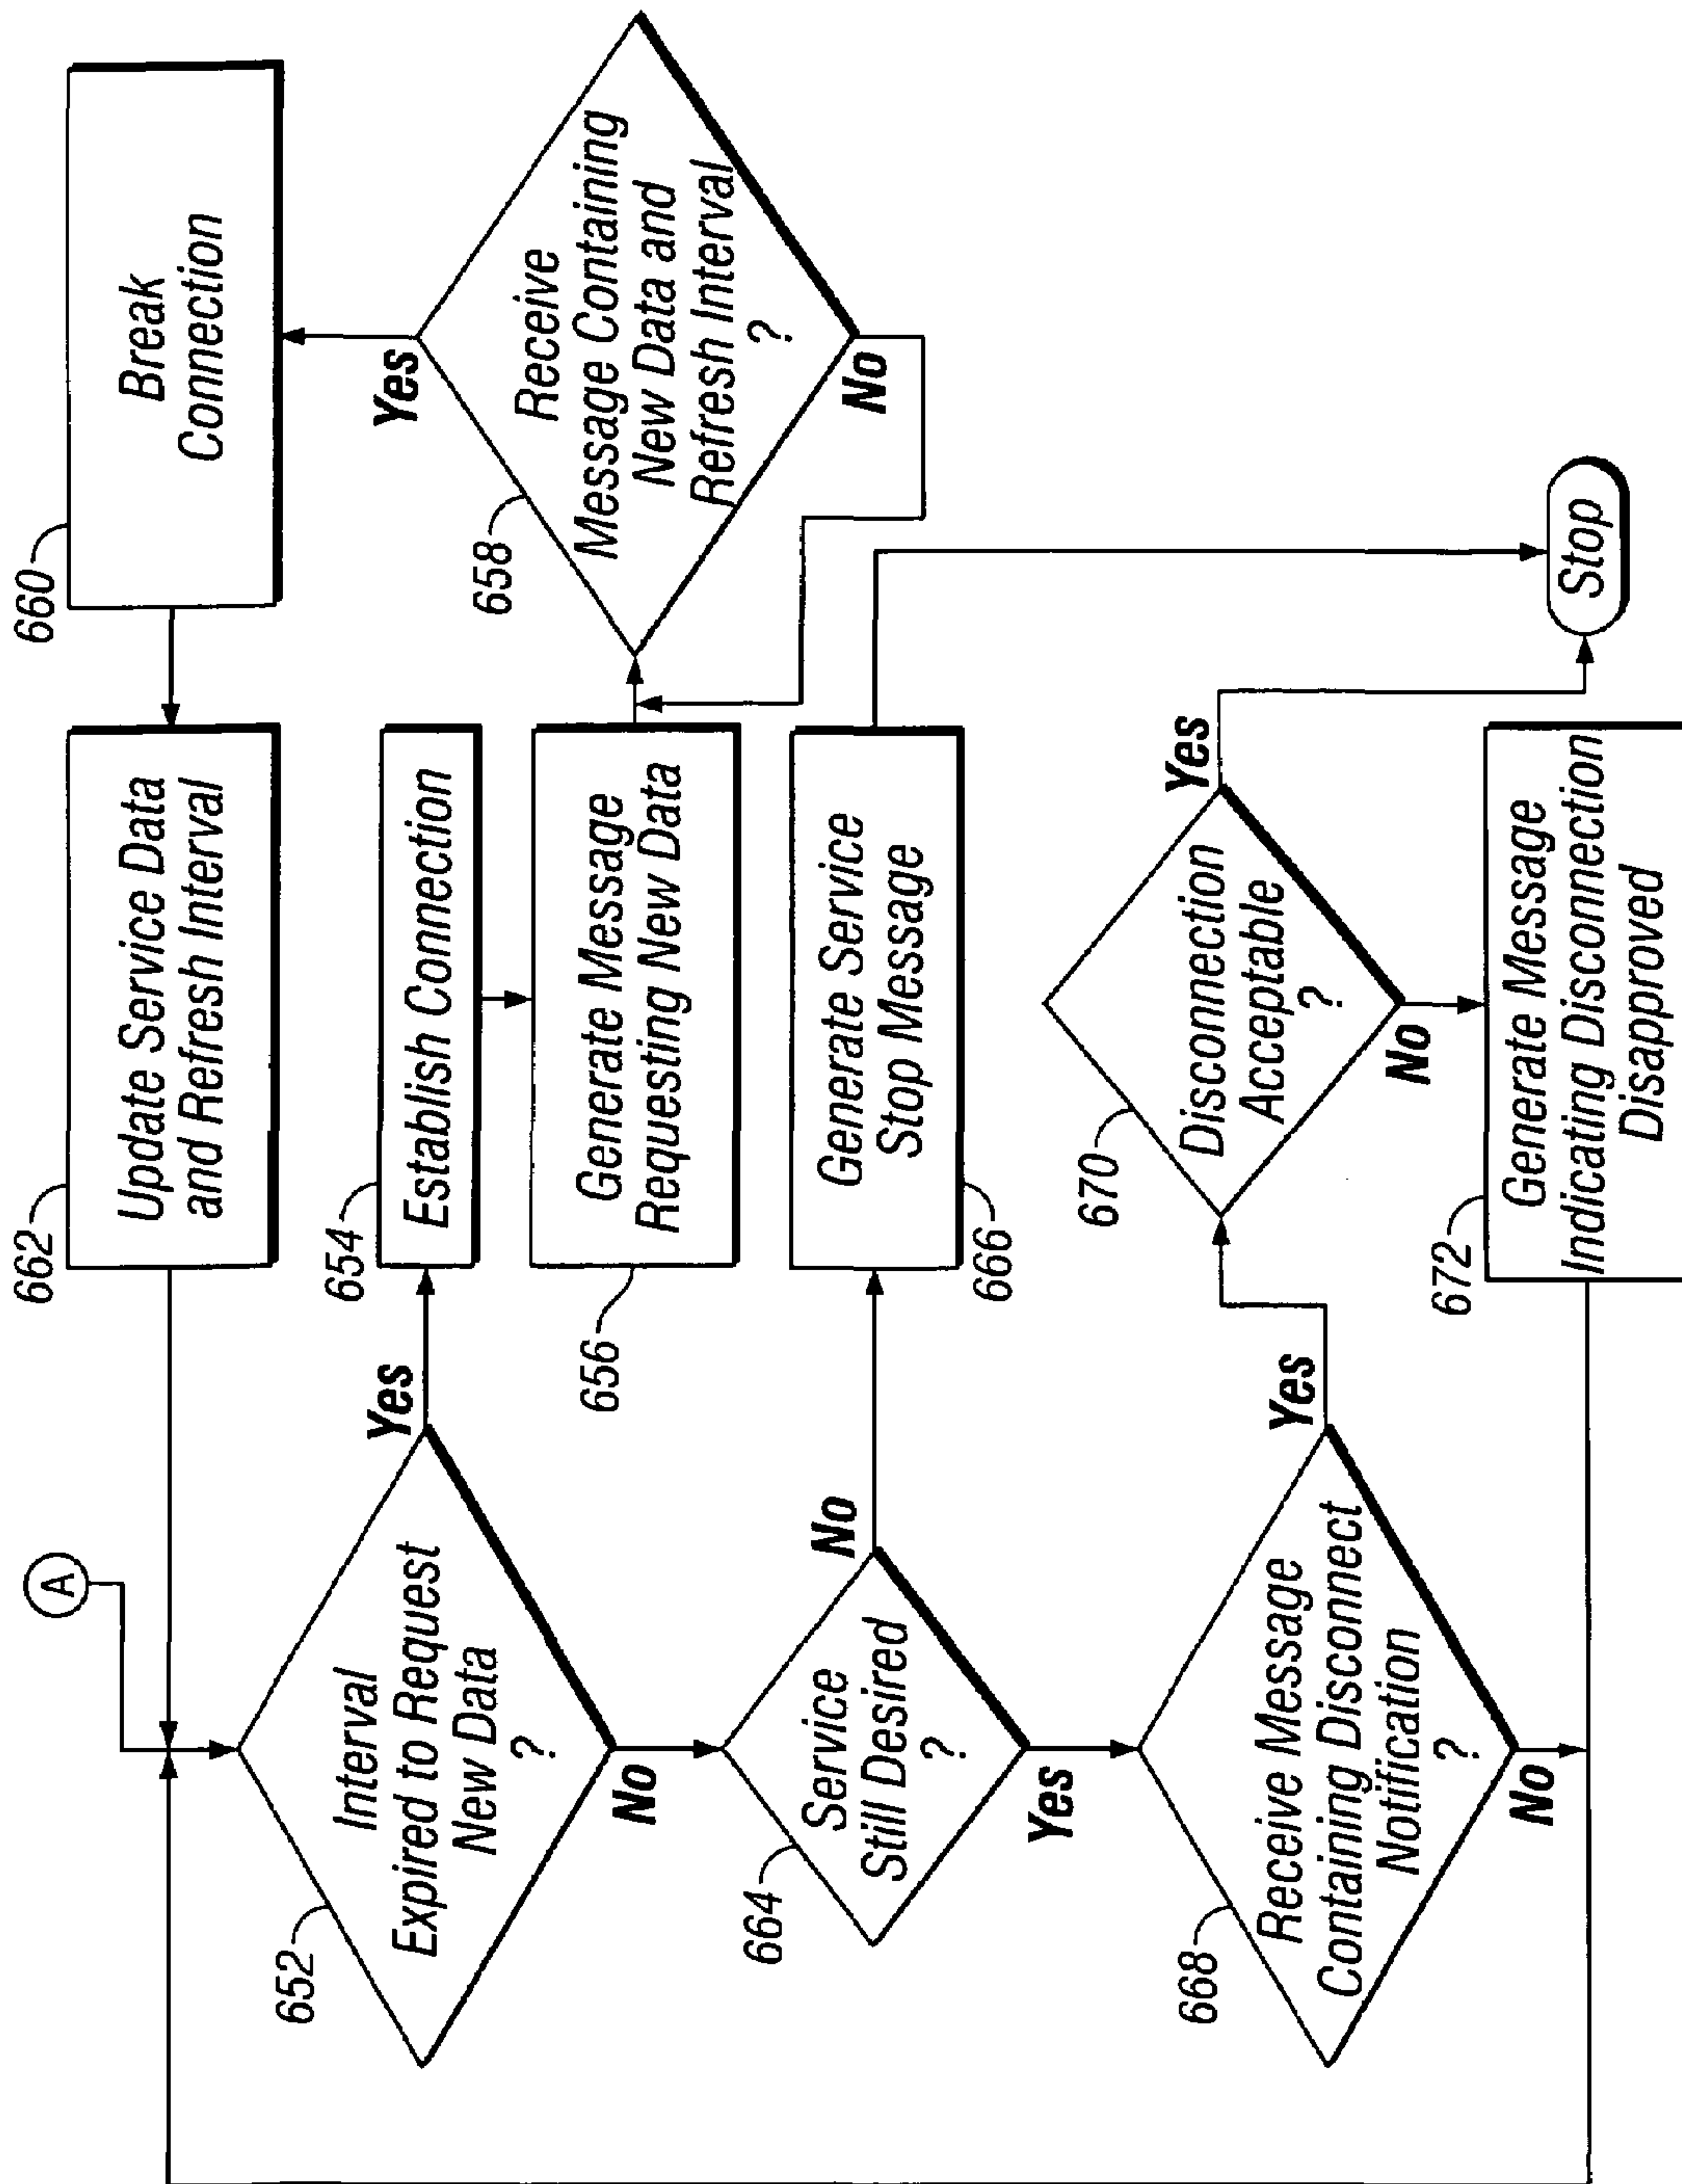 A
652
Interval
Expired to Request
New Data
?
Yes
No
654
Establish Connection
656
Generate Message
Requesting New Data
658
Receive
Message Containing
New Data and
Refresh Interval
?
Yes
No
660
Break
Connection
662
Update Service Data
and Refresh Interval
664
Service
Still Desired
?
No
Yes
666
Generate Service
Stop Message
668
Receive Message
Containing Disconnect
Notification
?
Yes
No
670
Disconnection
Acceptable
?
Yes
No
672
Generate Message
Indicating Disconnection
Disapproved
Stop